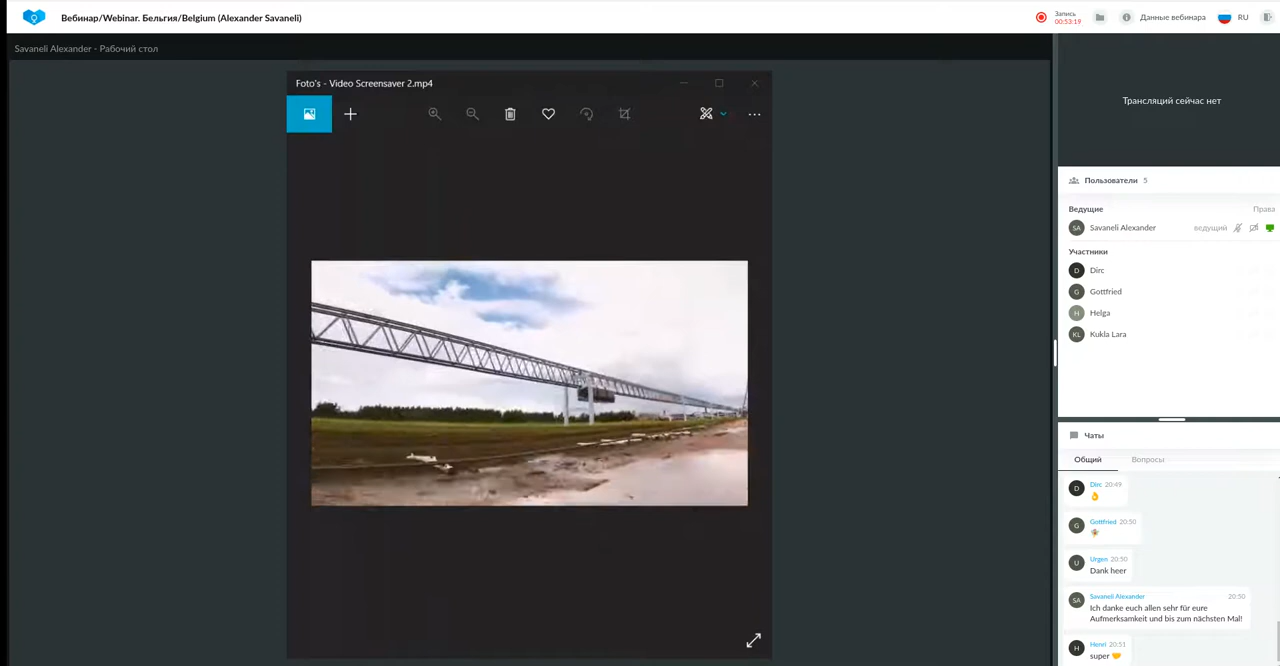 Вебинар/Webinar. Бельгия/Belgium (Alexander Savaneli)
Запись
00:53:19
Данные вебинара
RU
Savaneli Alexander - Рабочий стол
Foto's - Video Screensaver 2.mp4
Трансляций сейчас нет
Пользователи 5
Ведущие Права
SA Savaneli Alexander ведущий
Участники
D Dirc
G Gottfried
H Helga
KL Kukla Lara
Чаты
Общий Вопросы
D Dirc 20:49
👌
G Gottfried 20:50
U Urgen 20:50
Dank heer
SA Savaneli Alexander 20:50
Ich danke euch allen sehr für eure
Aufmerksamkeit und bis zum nächsten Mal!
H Henri 20:51
super 🤝